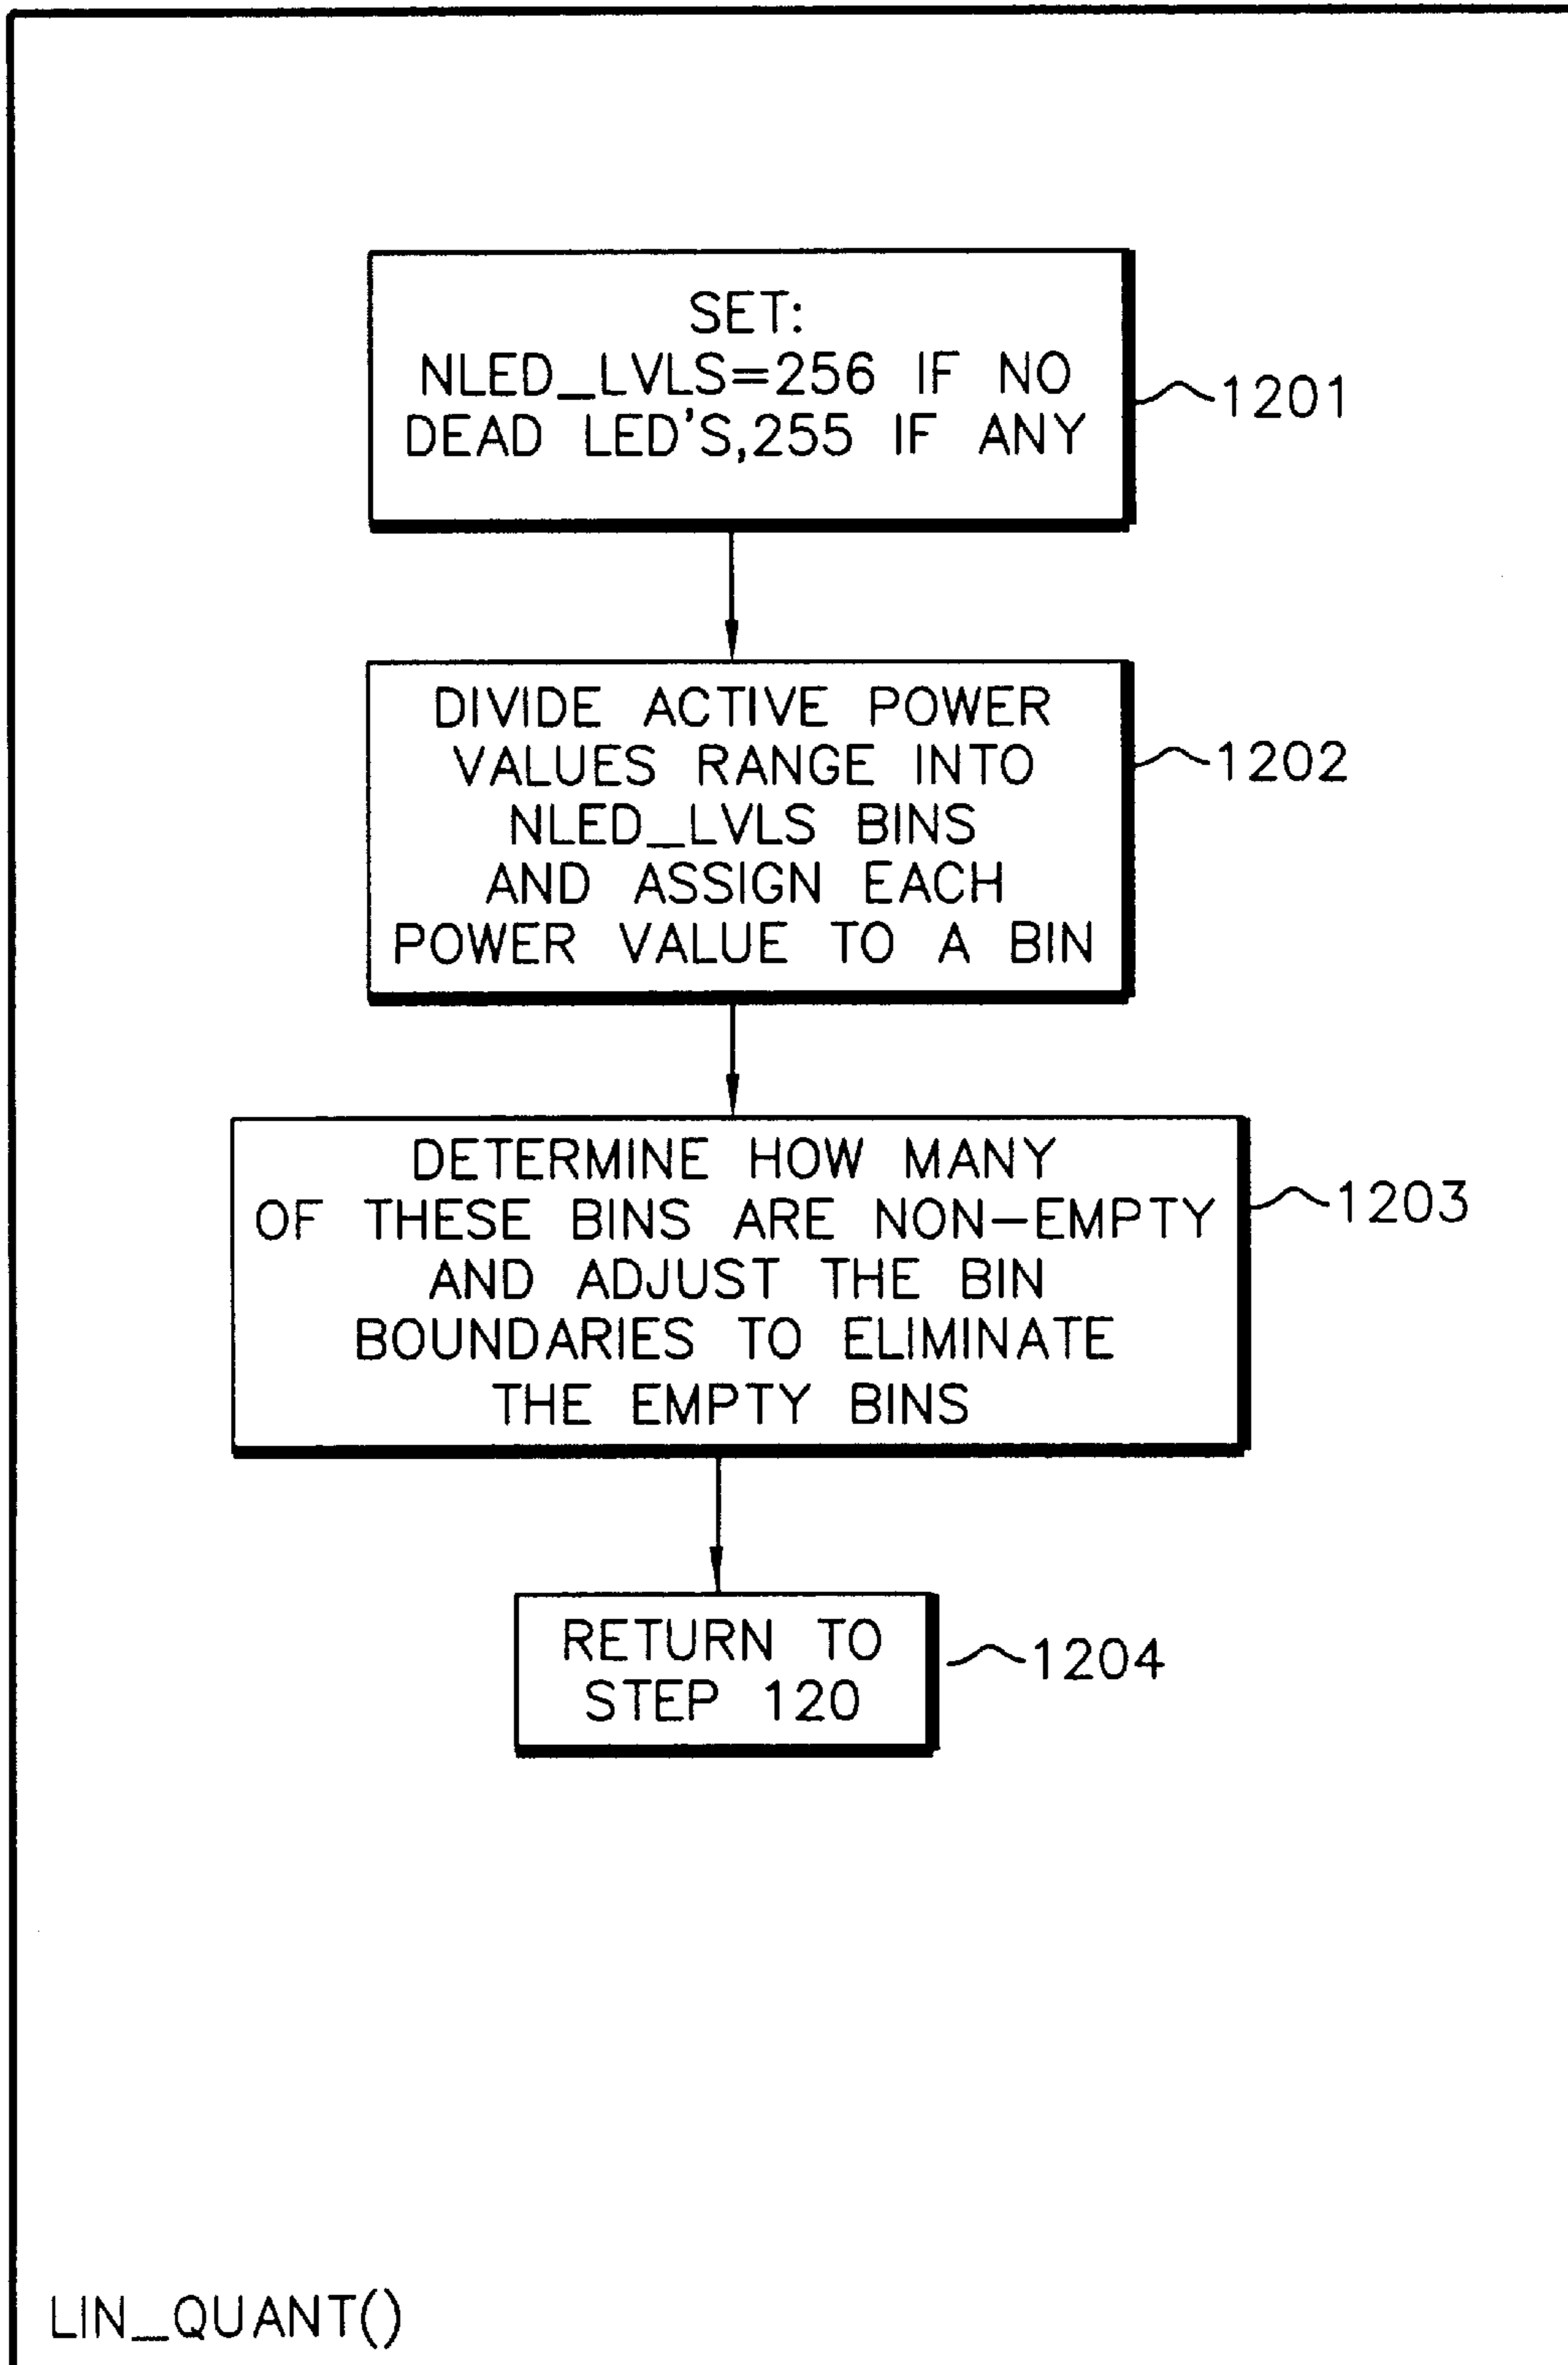 SET:
NLED_LVLS=256 IF NO
DEAD LED'S,255 IF ANY
1201
DIVIDE ACTIVE POWER
VALUES RANGE INTO
NLED_LVLS BINS
AND ASSIGN EACH
POWER VALUE TO A BIN
1202
DETERMINE HOW MANY
OF THESE BINS ARE NON-EMPTY
AND ADJUST THE BIN
BOUNDARIES TO ELIMINATE
THE EMPTY BINS
1203
RETURN TO
STEP 120
1204
LIN_QUANT()